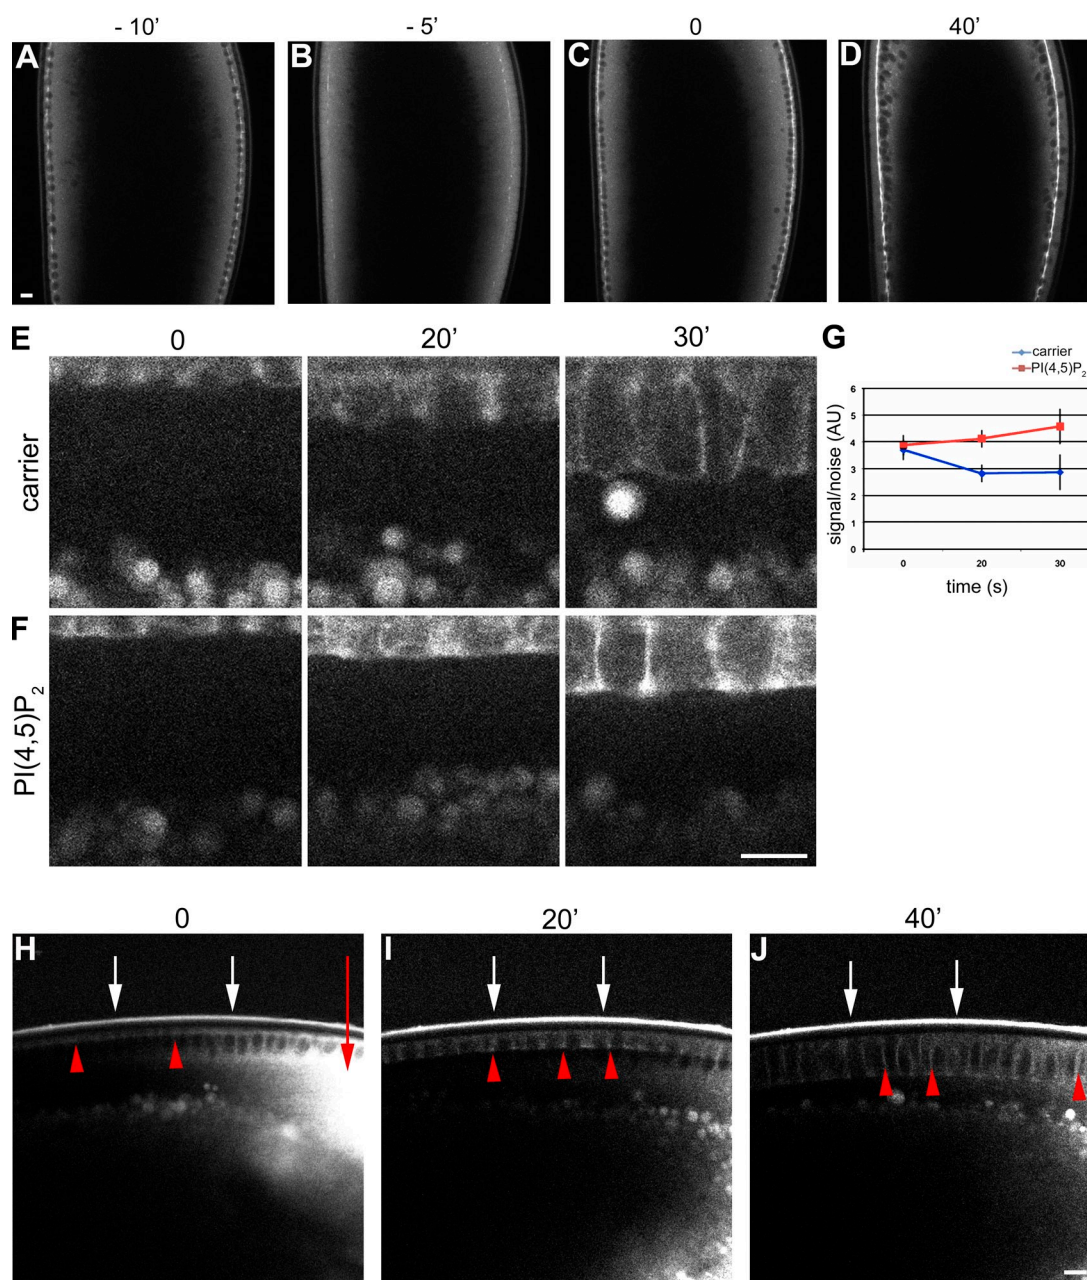 - 10’
- 5’
0
40’
A
B
C
D
E
0
20’
30’
G
carrier
carrier
PI(4,5)P2
signal/noise (AU)
6
5
4
3
2
1
0
0
20
30
time (s)
F
PI(4,5)P2
0
20’
40’
H
I
J